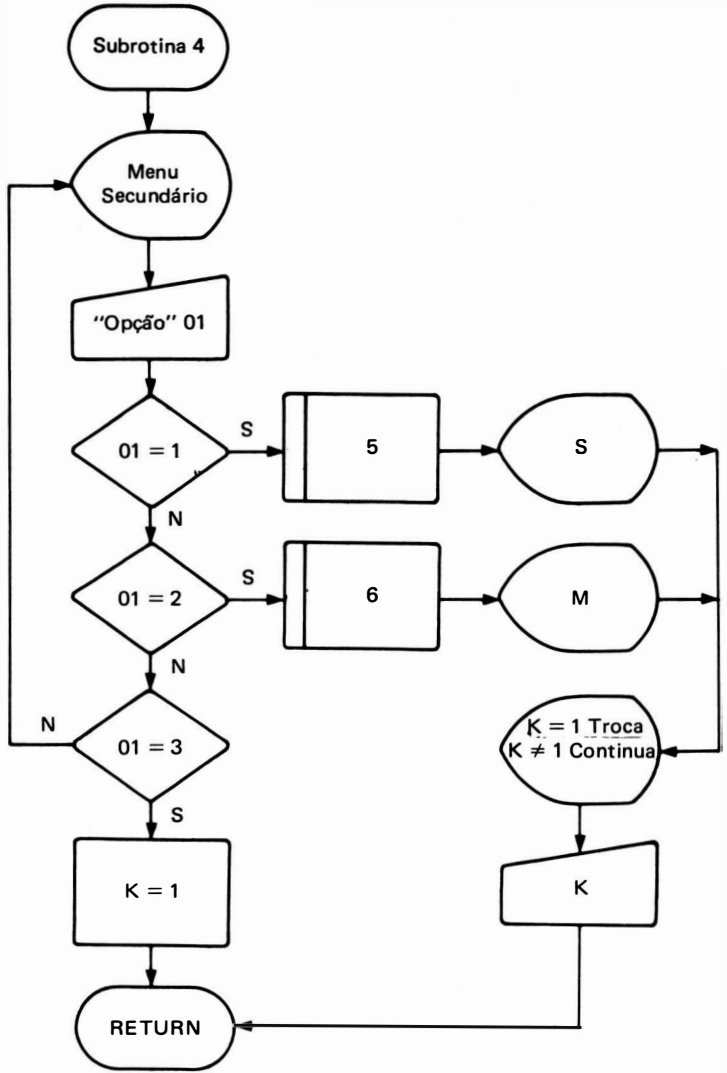 Subrotina 4
Menu
Secundário
"Opção" 01
01 = 1
S
5
S
N
01 = 2
S
6
M
N
01 = 3
N
S
K = 1 Troca
K ≠ 1 Continua
K = 1
K
RETURN